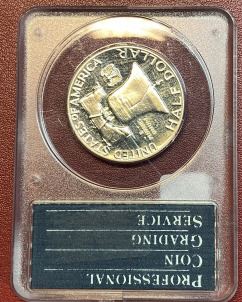 UNITED STATES OF AMERICA
HALF DOLLAR
PROFESSIONAL
COIN
GRADING
SERVICE